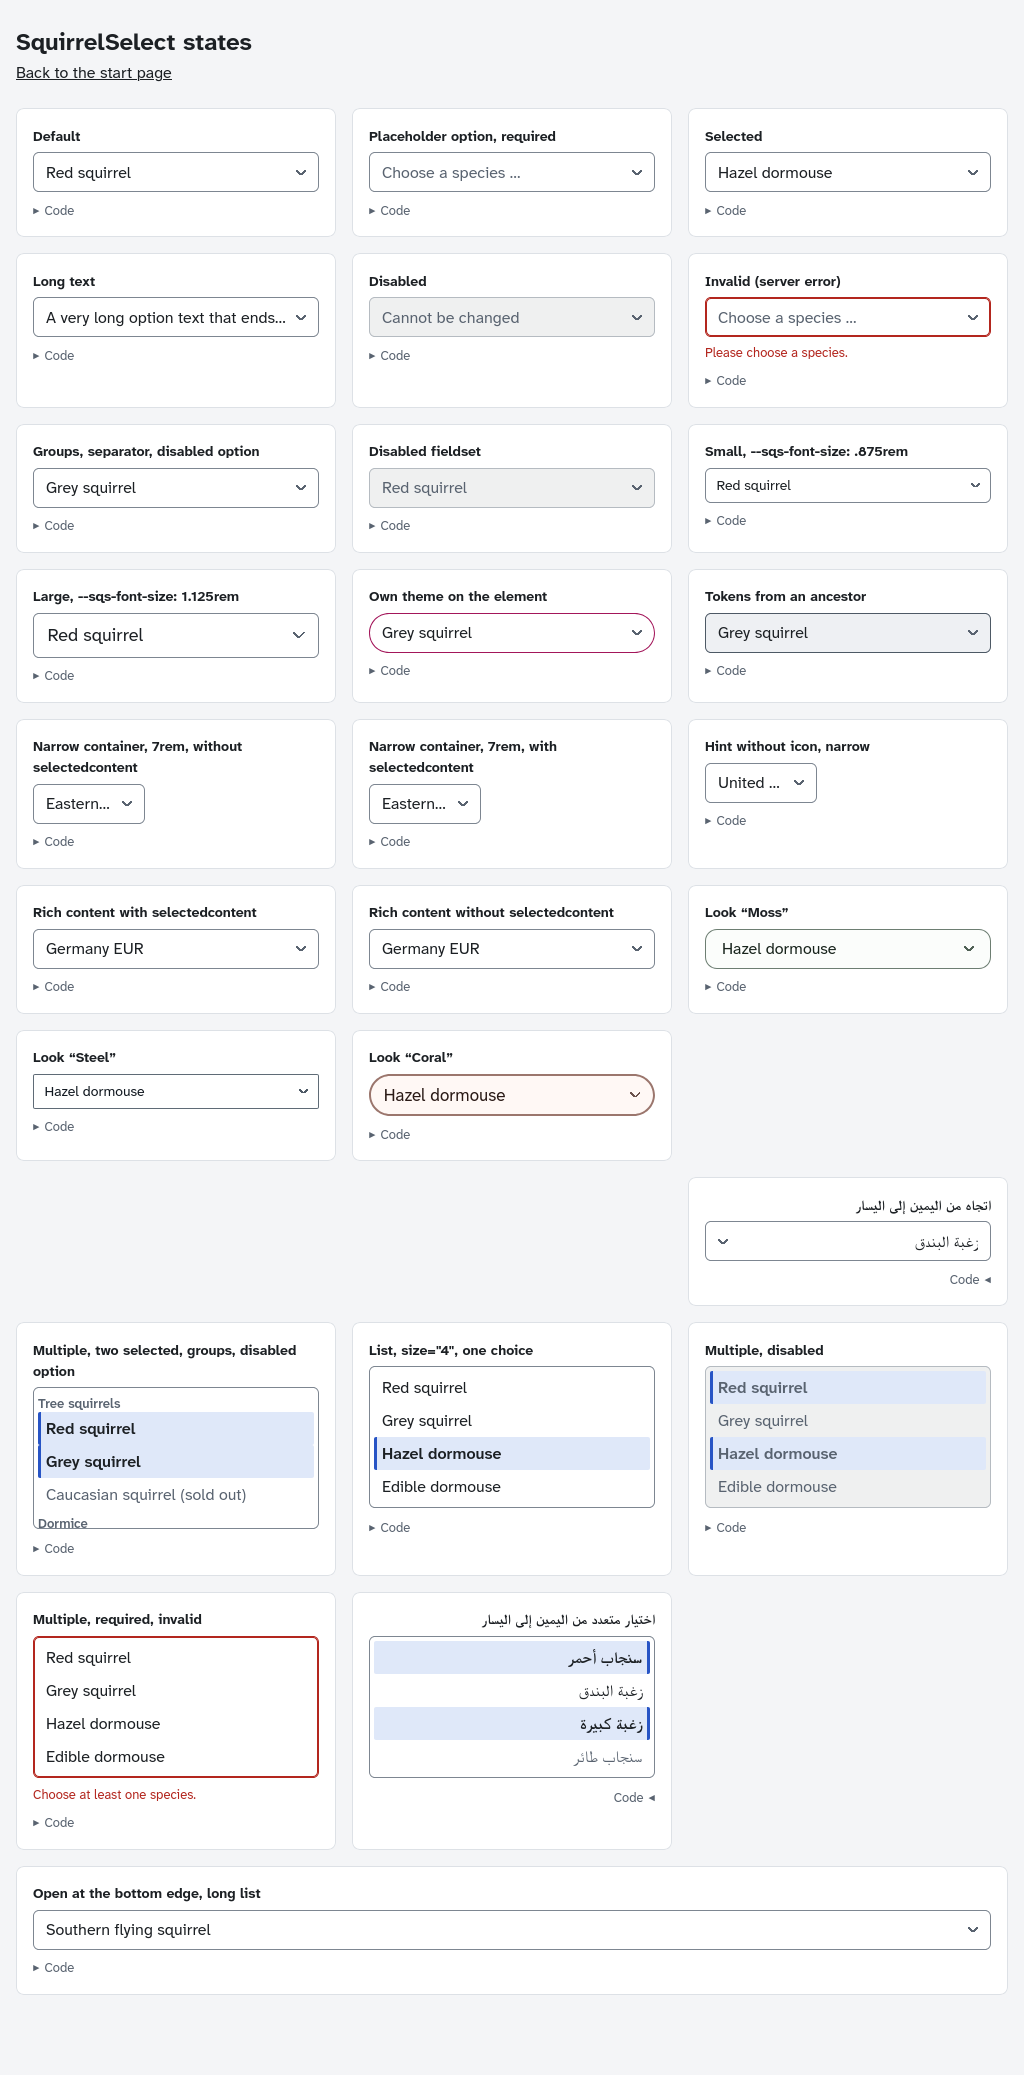 SquirrelSelect states
Back to the start page
Default
Red squirrel
Code
Placeholder option, required
Choose a species ...
Code
Selected
Hazel dormouse
Code
Long text
A very long option text that ends...
Code
Disabled
Cannot be changed
Code
Invalid (server error)
Choose a species ...
Please choose a species.
Code
Groups, separator, disabled option
Grey squirrel
Code
Disabled fieldset
Red squirrel
Code
Small, --sqs-font-size: .875rem
Red squirrel
Code
Large, --sqs-font-size: 1.125rem
Red squirrel
Code
Own theme on the element
Grey squirrel
Code
Tokens from an ancestor
Grey squirrel
Code
Narrow container, 7rem, without
selectedcontent
Eastern...
Code
Narrow container, 7rem, with
selectedcontent
Eastern...
Code
Hint without icon, narrow
United ...
Code
Rich content with selectedcontent
Germany EUR
Code
Rich content without selectedcontent
Germany EUR
Code
Look “Moss”
Hazel dormouse
Code
Look “Steel”
Hazel dormouse
Code
Look “Coral”
Hazel dormouse
Code
اتجاه من اليمين إلى اليسار
زغبة البندق
Code
Multiple, two selected, groups, disabled
option
Tree squirrels
Red squirrel
Grey squirrel
Caucasian squirrel (sold out)
Dormice
Code
List, size="4", one choice
Red squirrel
Grey squirrel
Hazel dormouse
Edible dormouse
Code
Multiple, disabled
Red squirrel
Grey squirrel
Hazel dormouse
Edible dormouse
Code
Multiple, required, invalid
Red squirrel
Grey squirrel
Hazel dormouse
Edible dormouse
Choose at least one species.
Code
اختيار متعدد من اليمين إلى اليسار
سنجاب أحمر
زغبة البندق
زغبة كبيرة
سنجاب طائر
Code
Open at the bottom edge, long list
Southern flying squirrel
Code